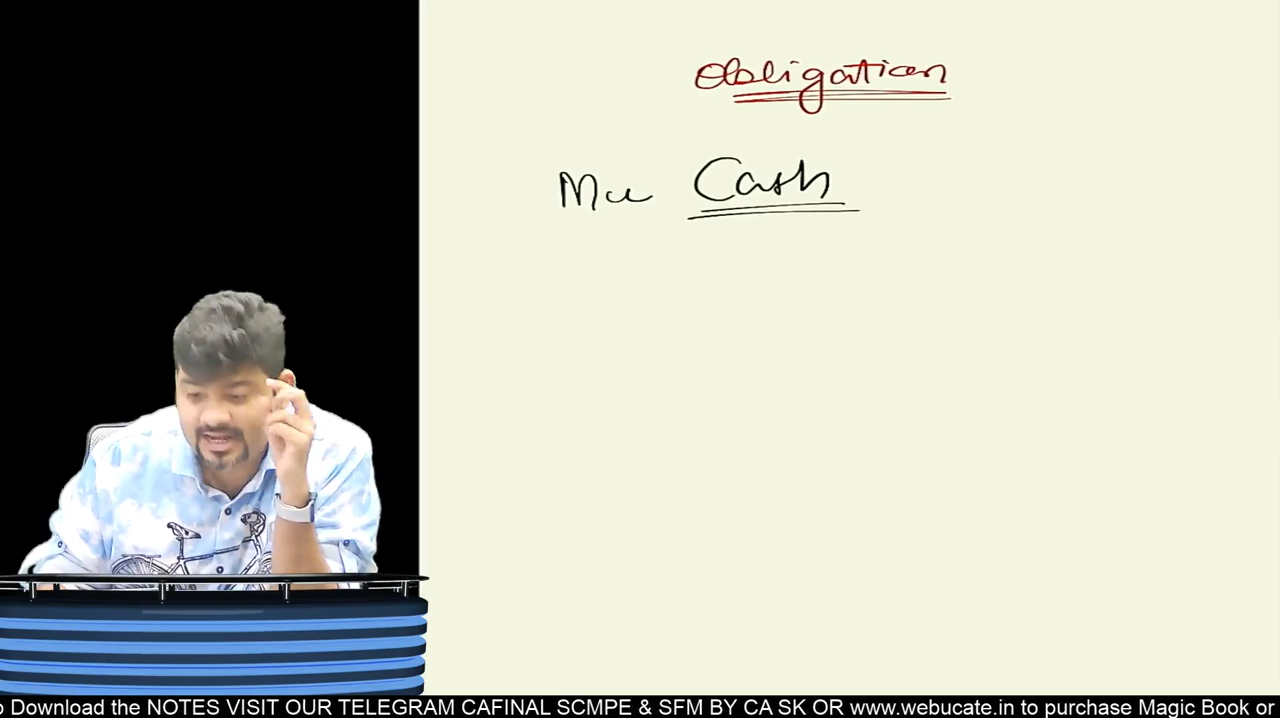 Obligation
Cash
o Download the NOTES VISIT OUR TELEGRAM CAFINAL SCMPE & SFM BY CA SK OR www.webucate.in to purchase Magic Book or